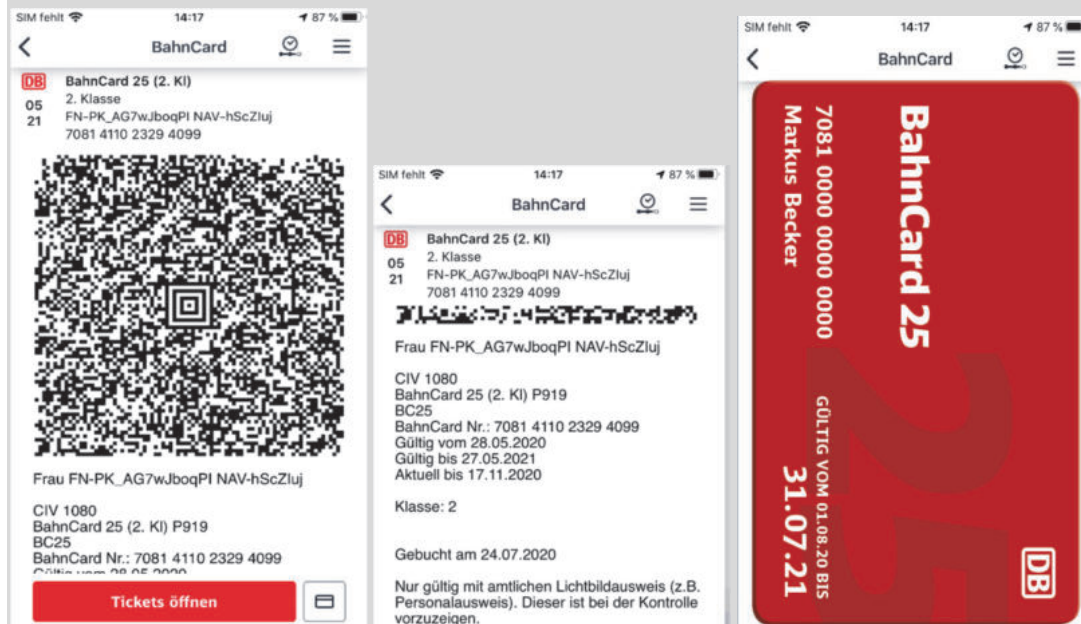 SIM fehlt 14:17 87 %
BahnCard
DB BahnCard 25 (2. Kl)
05 2. Klasse
21 FN-PK_AG7wJboqPI NAV-hScZluj
7081 4110 2329 4099
Frau FN-PK_AG7wJboqPI NAV-hScZluj
CIV 1080
BahnCard 25 (2. Kl) P919
BC25
BahnCard Nr.: 7081 4110 2329 4099
Gültig vom 28.05.2020
Tickets öffnen
SIM fehlt 14:17 87 %
BahnCard
DB BahnCard 25 (2. Kl)
05 2. Klasse
21 FN-PK_AG7wJboqPI NAV-hScZluj
7081 4110 2329 4099
Frau FN-PK_AG7wJboqPI NAV-hScZluj
CIV 1080
BahnCard 25 (2. Kl) P919
BC25
BahnCard Nr.: 7081 4110 2329 4099
Gültig vom 28.05.2020
Gültig bis 27.05.2021
Aktuell bis 17.11.2020
Klasse: 2
Gebucht am 24.07.2020
Nur gültig mit amtlichen Lichtbildausweis (z.B.
Personalausweis). Dieser ist bei der Kontrolle
vorzuzeigen.
SIM fehlt 14:17 87 %
BahnCard
BahnCard 25
25
7081 0000 0000 0000 GÜLTIG VOM 01.08.20 BIS
Markus Becker 31.07.21
DB